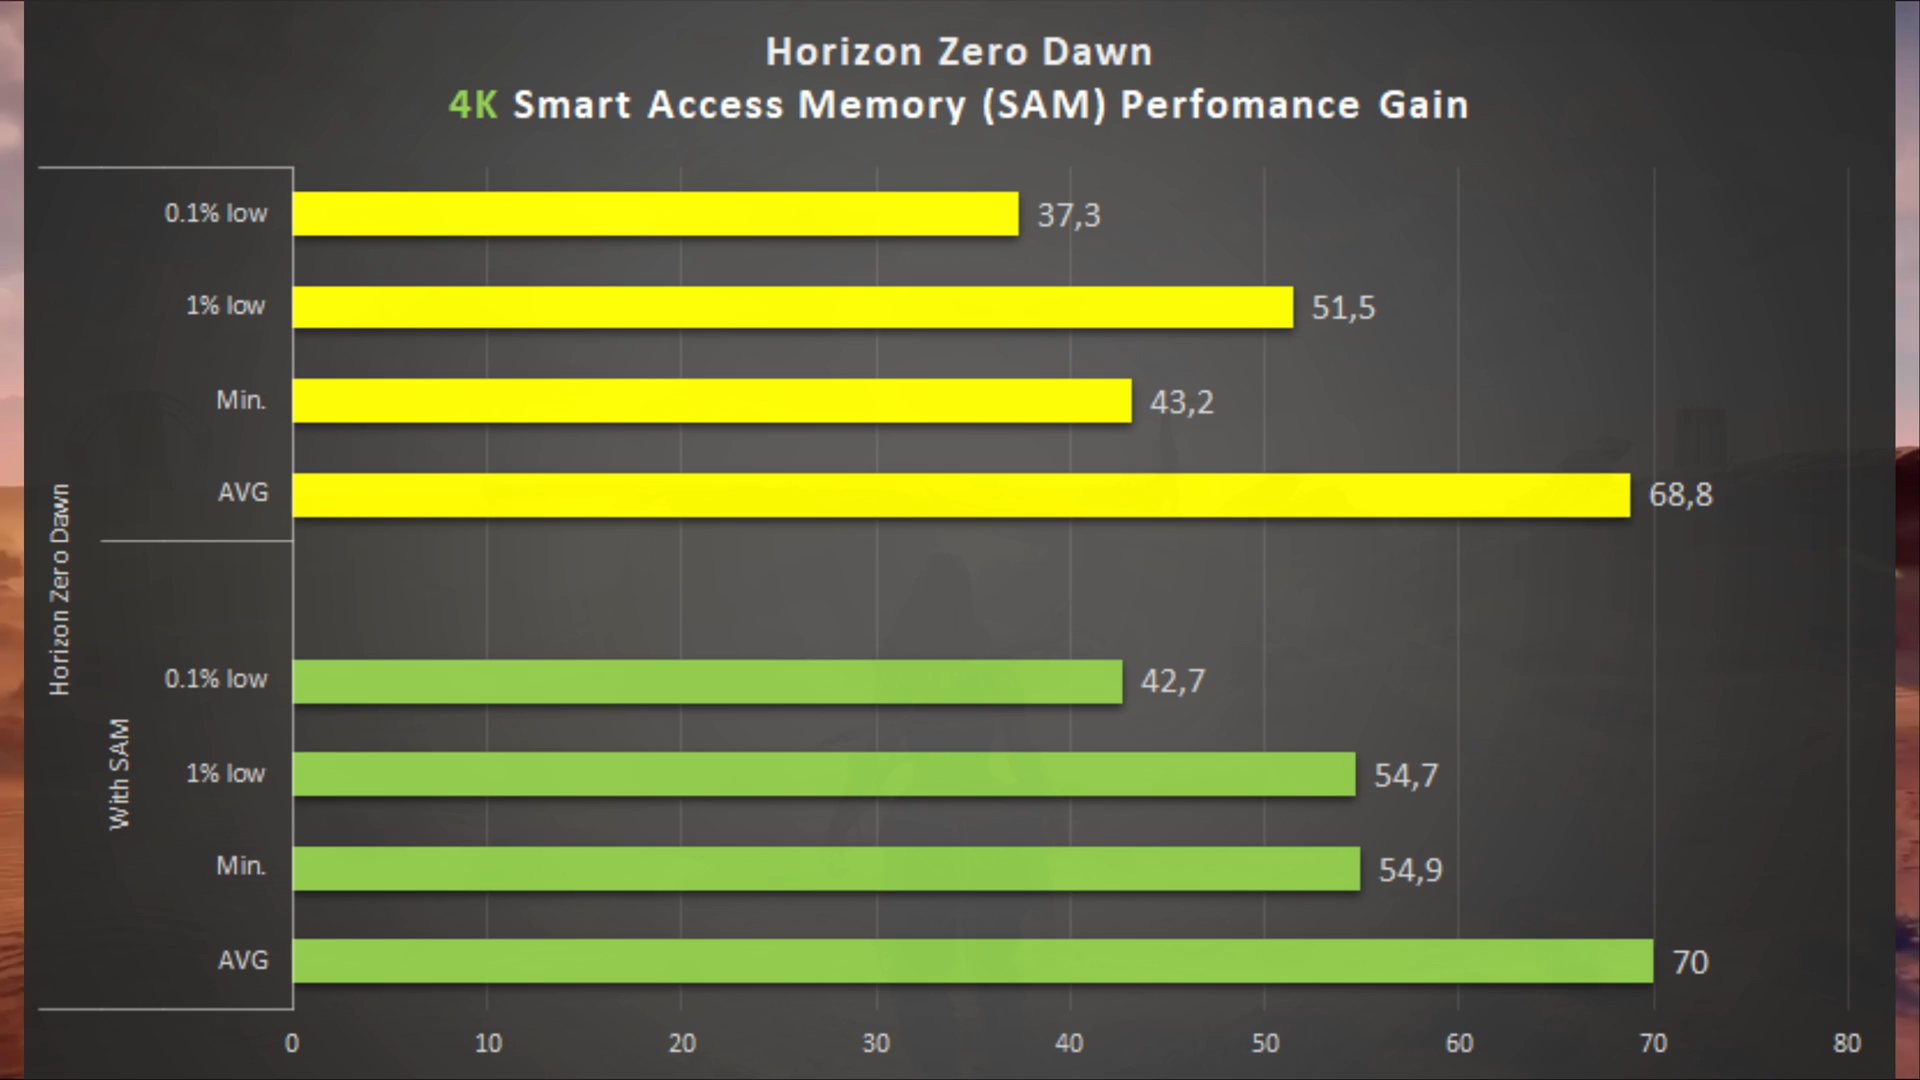 Horizon Zero Dawn
4K Smart Access Memory (SAM) Perfomance Gain
0.1% low 37,3
1% low 51,5
Min. 43,2
AVG 68,8
Horizon Zero Dawn
0.1% low 42,7
1% low 54,7
With SAM
Min. 54,9
AVG 70
0 10 20 30 40 50 60 70 80